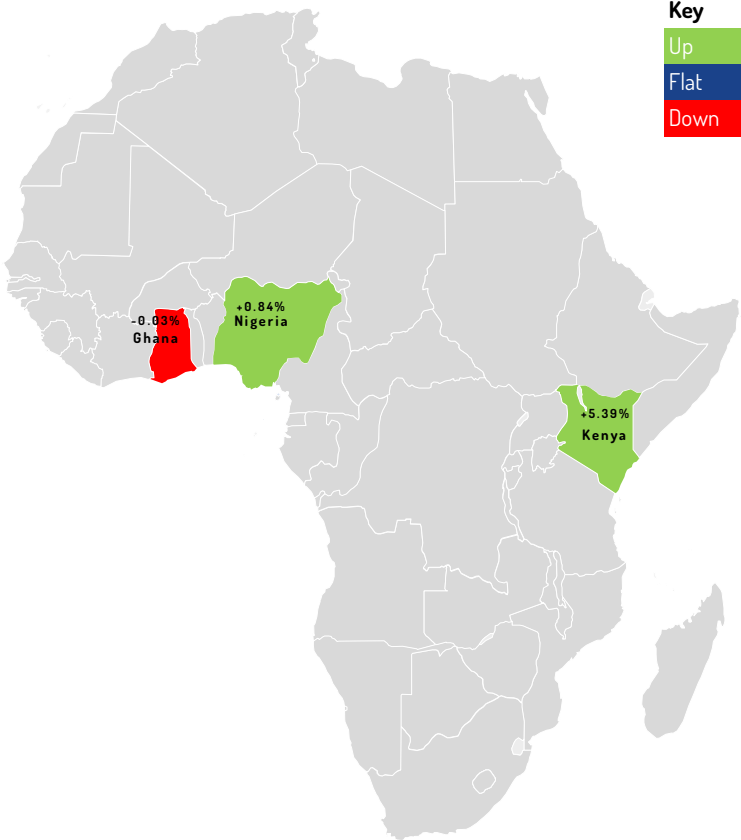 Key
Up
Flat
Down
+0.84%
Nigeria
-0.03%
Ghana
+5.39%
Kenya